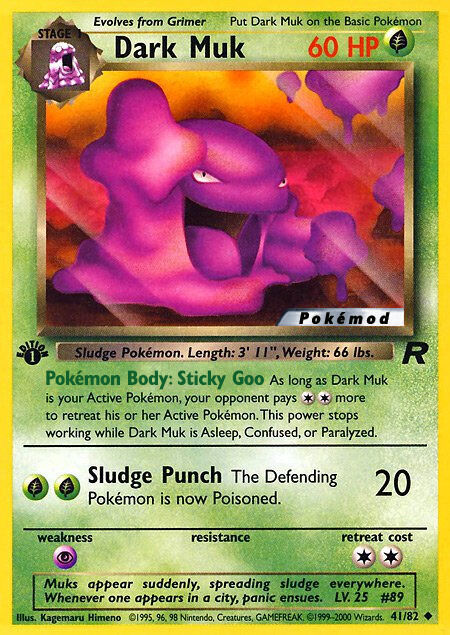 Evolves from Grimer Put Dark Muk on the Basic Pokémon
STAGE 1
Dark Muk 60 HP
Pokémod
EDITION
1
Sludge Pokémon. Length: 3' 11", Weight: 66 lbs.
R
Pokémon Body: Sticky Goo As long as Dark Muk
is your Active Pokémon, your opponent pays more
to retreat his or her Active Pokémon. This power stops
working while Dark Muk is Asleep, Confused, or Paralyzed.
Sludge Punch The Defending 20
Pokémon is now Poisoned.
weakness resistance retreat cost
Muks appear suddenly, spreading sludge everywhere.
Whenever one appears in a city, panic ensues. LV. 25 #89
Illus. Kagemaru Himeno ©1995, 96, 98 Nintendo, Creatures, GAMEFREAK. ©1999-2000 Wizards. 41/82